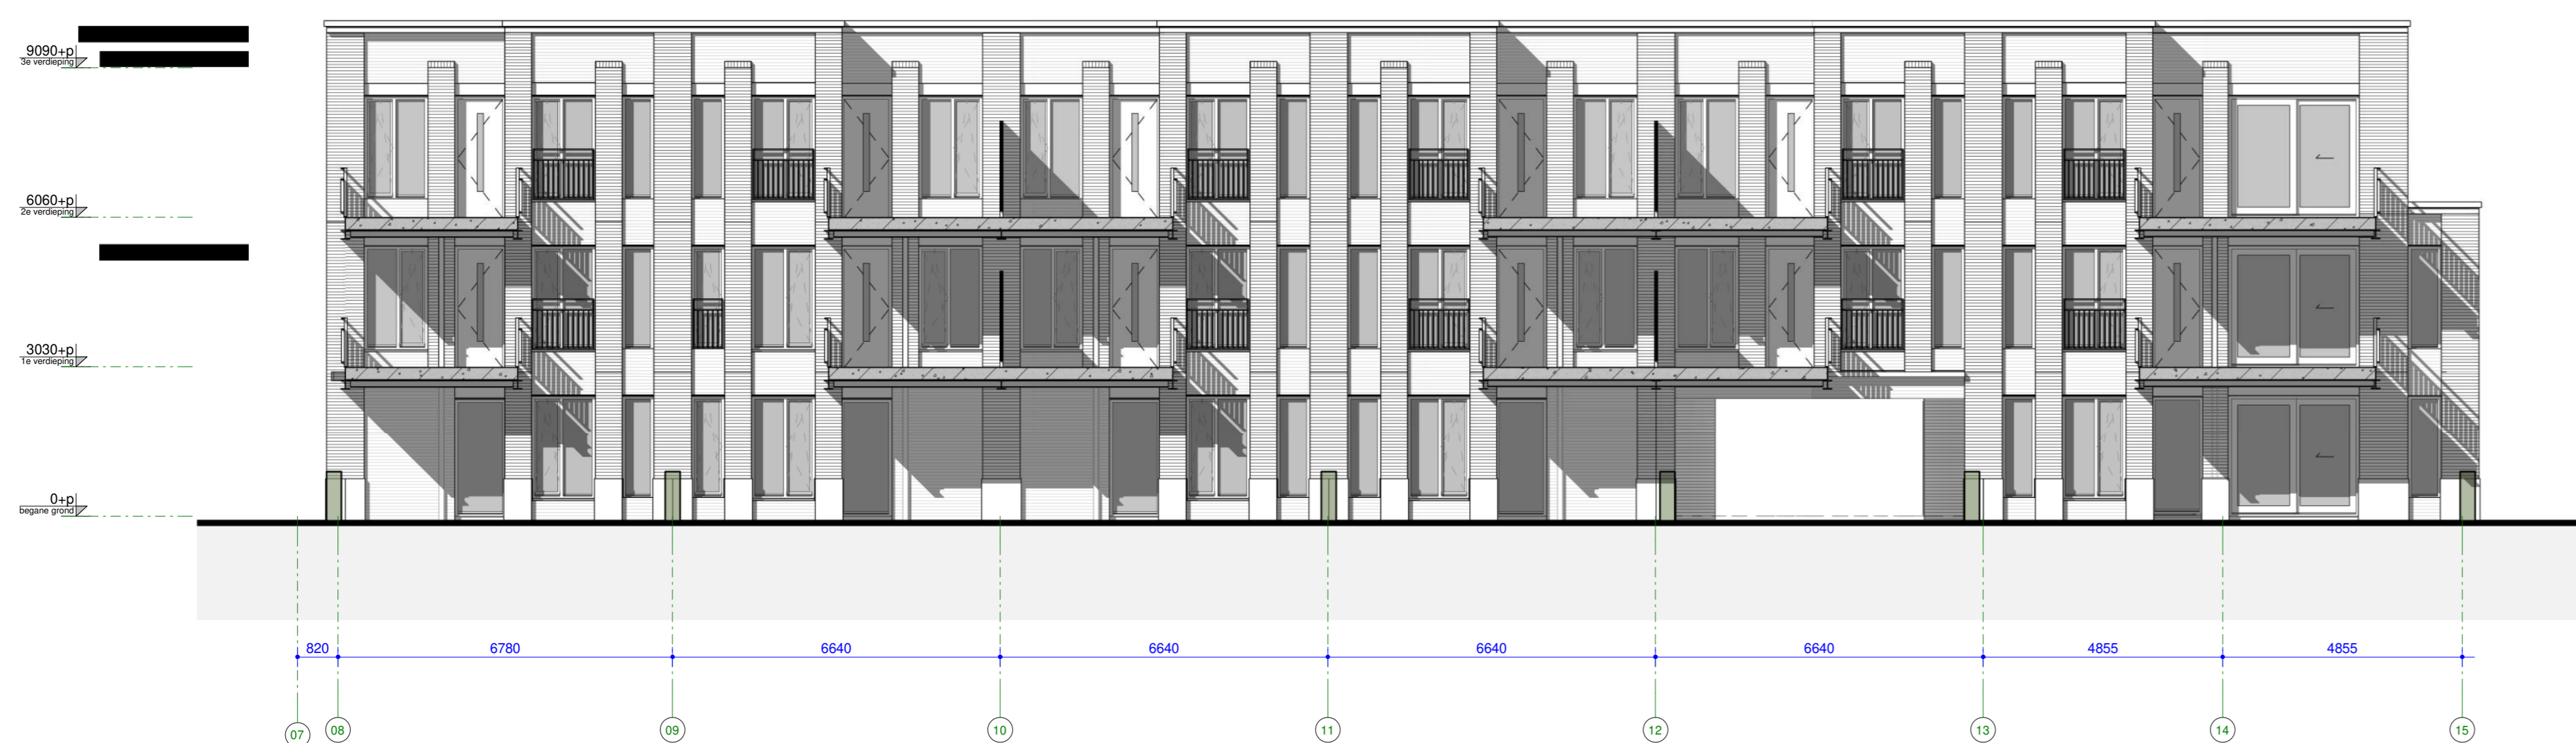 9090+p
3e verdieping
6060+p
2e verdieping
3030+p
1e verdieping
0+p
begane grond
820 6780 6640 6640 6640 6640 4855 4855
07 08 09 10 11 12 13 14 15